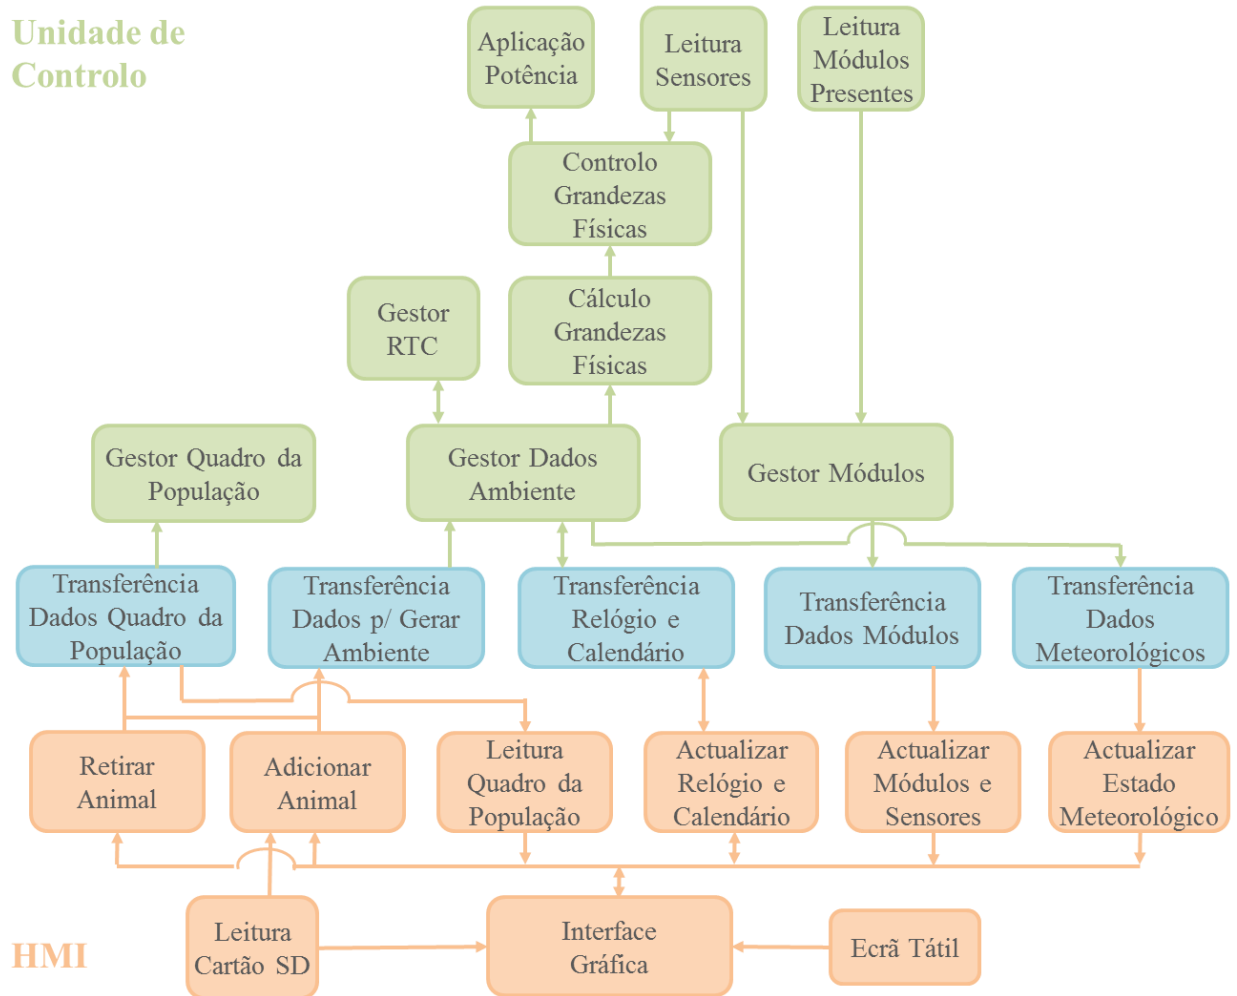 Unidade de
Controlo
Aplicação
Potência
Leitura
Sensores
Leitura
Módulos
Presentes
Controlo
Grandezas
Físicas
Gestor
RTC
Cálculo
Grandezas
Físicas
Gestor Quadro da
População
Gestor Dados
Ambiente
Gestor Módulos
Transferência
Dados Quadro da
População
Transferência
Dados p/ Gerar
Ambiente
Transferência
Relógio e
Calendário
Transferência
Dados Módulos
Transferência
Dados
Meteorológicos
Retirar
Animal
Adicionar
Animal
Leitura
Quadro da
População
Actualizar
Relógio e
Calendário
Actualizar
Módulos e
Sensores
Actualizar
Estado
Meteorológico
HMI
Leitura
Cartão SD
Interface
Gráfica
Ecrã Tátil